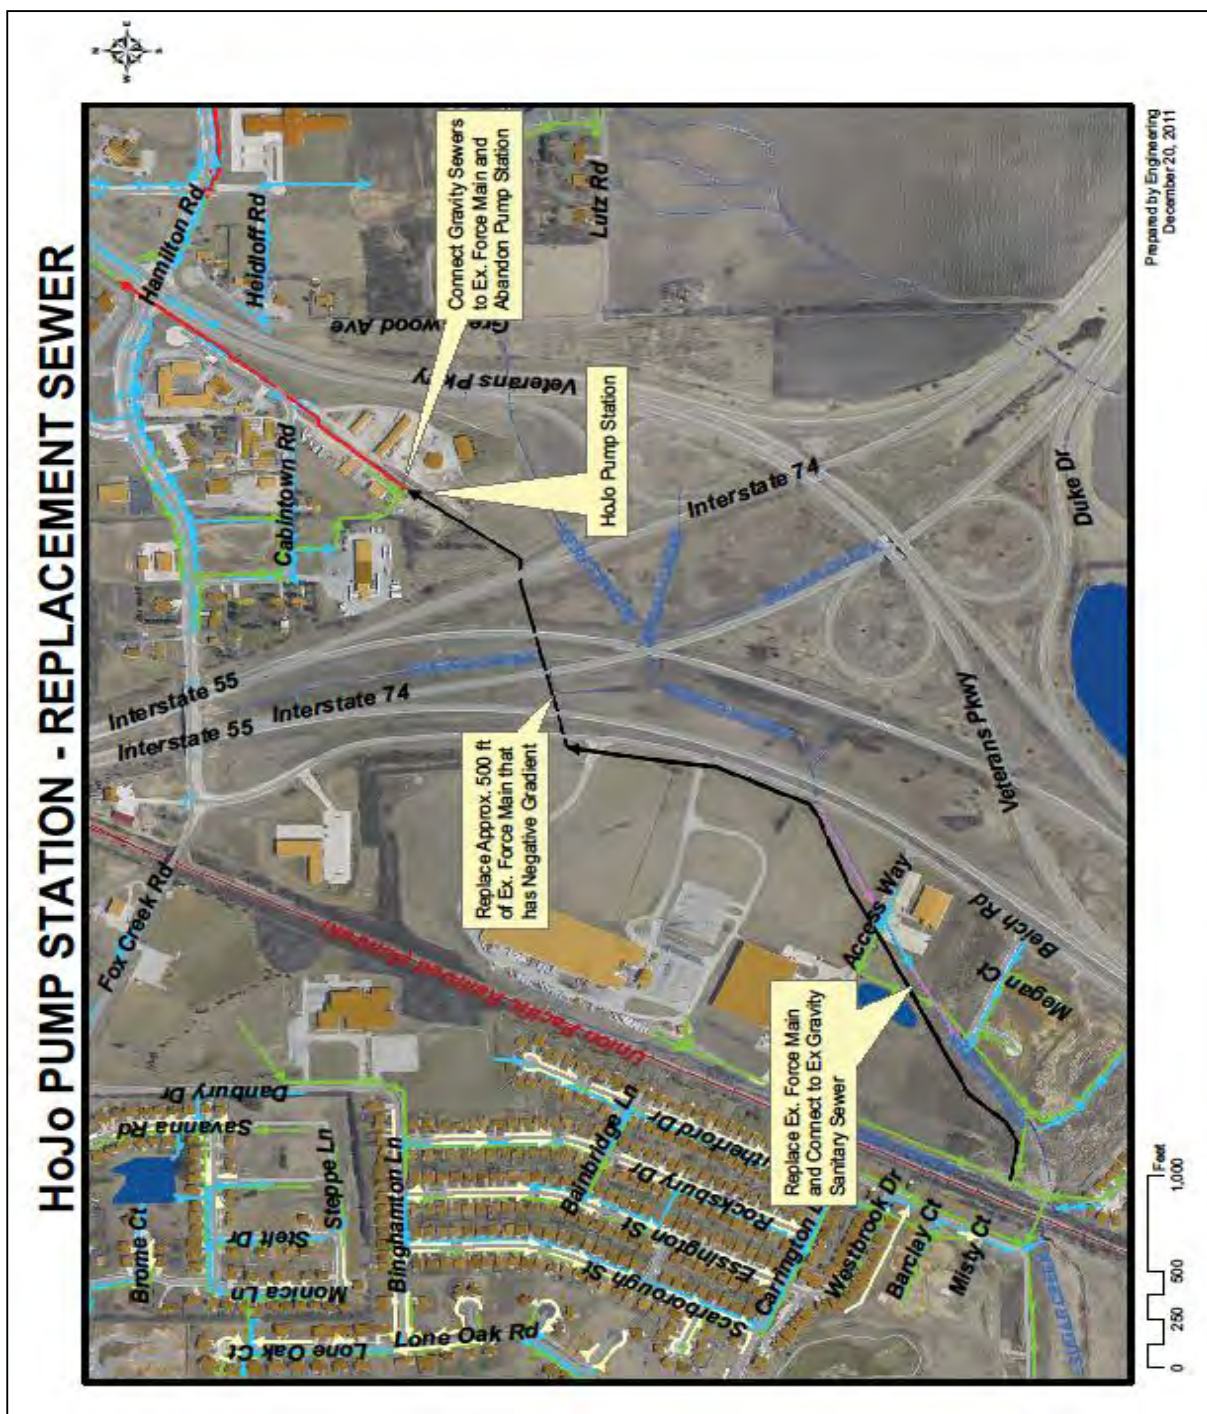 HoJo PUMP STATION - REPLACEMENT SEWER
N
E
S
W
Hamilton Rd
Heidloff Rd
Cabintown Rd
Veterans Pkwy
Lutz Rd
Connect Gravity Sewers
to Ex. Force Main and
Abandon Pump Station
HoJo Pump Station
Interstate 55
Interstate 55
Interstate 74
Interstate 74
Duke Dr
Veterans Pkwy
Replace Approx. 500 ft
of Ex. Force Main that
has Negative Gradient
Fox Creek Rd
Union Pacific Railroad
Access Way
Beich Rd
Megan Ct
Replace Ex. Force Main
and Connect to Ex Gravity
Sanitary Sewer
Danbury Dr
Savanna Rd
Steppe Ln
Brome Ct
Stelt Dr
Monica Ln
Binghamton Ln
Bainbridge Ln
Rocksbury Dr
Essington St
Scarborough St
Lone Oak Ct
Lone Oak Rd
Westbrook Dr
Barclay Ct
Misty Ct
0
250
500
1,000
Feet
Prepared by Engineering
December 20, 2011